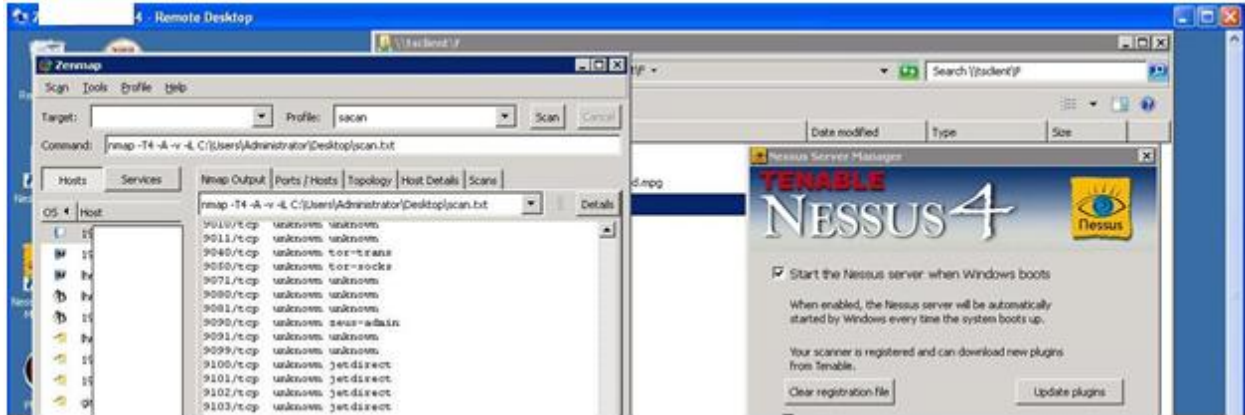 4 - Remote Desktop
\\tsclient\F
Zenmap
Scan Tools Profile Help
Search \\tsclient\F
Target:
Profile: sacan
Scan
Cancel
Command: nmap -T4 -A -v -iL C:\Users\Administrator\Desktop\scan.txt
Date modified
Type
Size
Hosts
Services
Nmap Output
Ports / Hosts
Topology
Host Details
Scans
nmap -T4 -A -v -iL C:\Users\Administrator\Desktop\scan.txt
Details
OS
Host
d.mpg
9010/tcp unknown unknown
9011/tcp unknown unknown
9040/tcp unknown tor-trans
9050/tcp unknown tor-socks
9071/tcp unknown unknown
9080/tcp unknown unknown
9081/tcp unknown unknown
9090/tcp unknown zeus-admin
9091/tcp unknown unknown
9099/tcp unknown unknown
9100/tcp unknown jetdirect
9101/tcp unknown jetdirect
9102/tcp unknown jetdirect
9103/tcp unknown jetdirect
Nessus Server Manager
TENABLE
NESSUS 4
Nessus
Start the Nessus server when Windows boots
When enabled, the Nessus server will be automatically
started by Windows every time the system boots up.
Your scanner is registered and can download new plugins
from Tenable.
Clear registration file
Update plugins